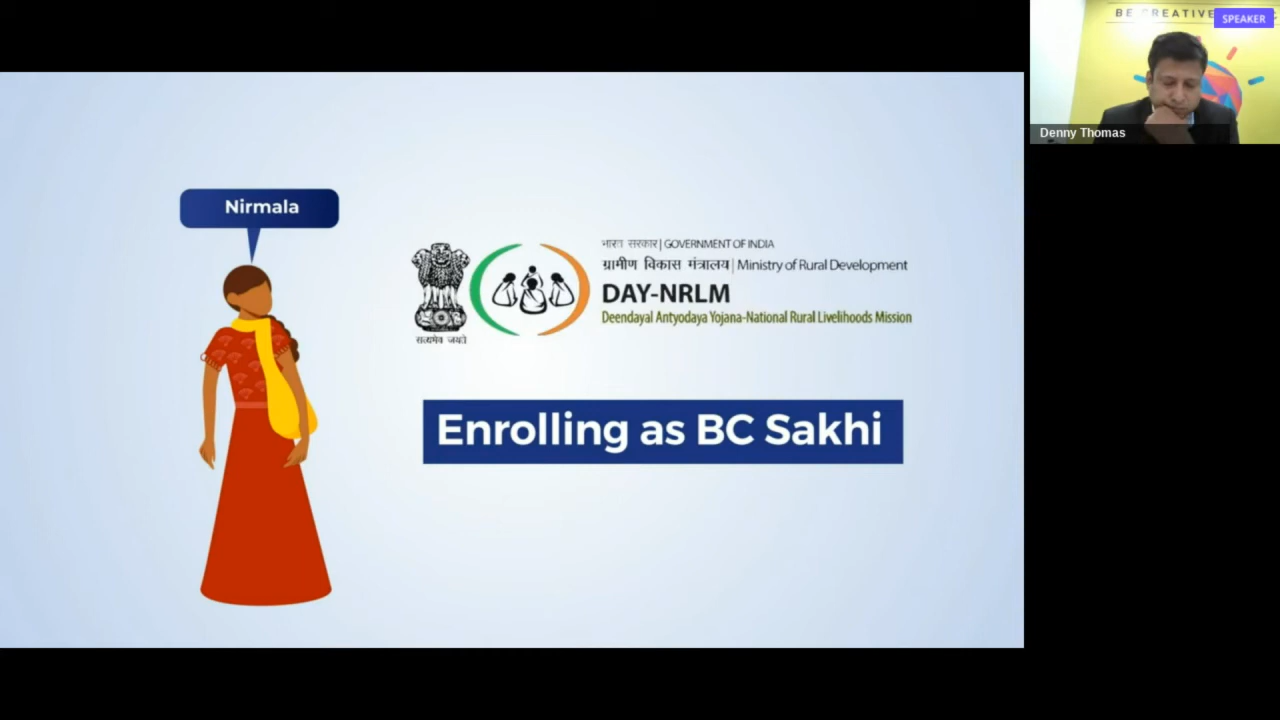 BE CREATIVE
SPEAKER
Denny Thomas
Nirmala
भारत सरकार | GOVERNMENT OF INDIA
ग्रामीण विकास मंत्रालय | Ministry of Rural Development
DAY-NRLM
Deendayal Antyodaya Yojana-National Rural Livelihoods Mission
सत्यमेव जयते
Enrolling as BC Sakhi